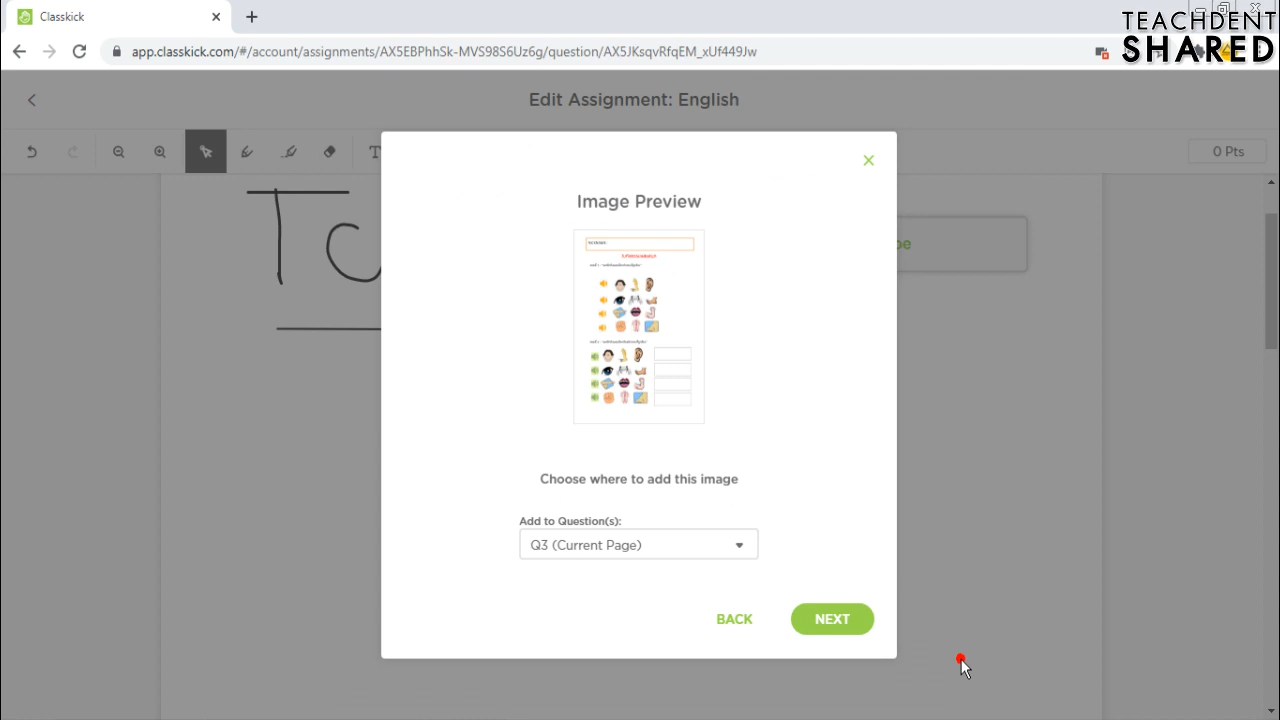 Classkick
TEACHDENT
SHARED
app.classkick.com/#/account/assignments/AX5EBPhhSk-MVS98S6Uz6g/question/AX5JKsqvRfqEM_xUf449Jw
Edit Assignment: English
T
0 Pts
Image Preview
Choose where to add this image
Add to Question(s):
Q3 (Current Page)
BACK
NEXT